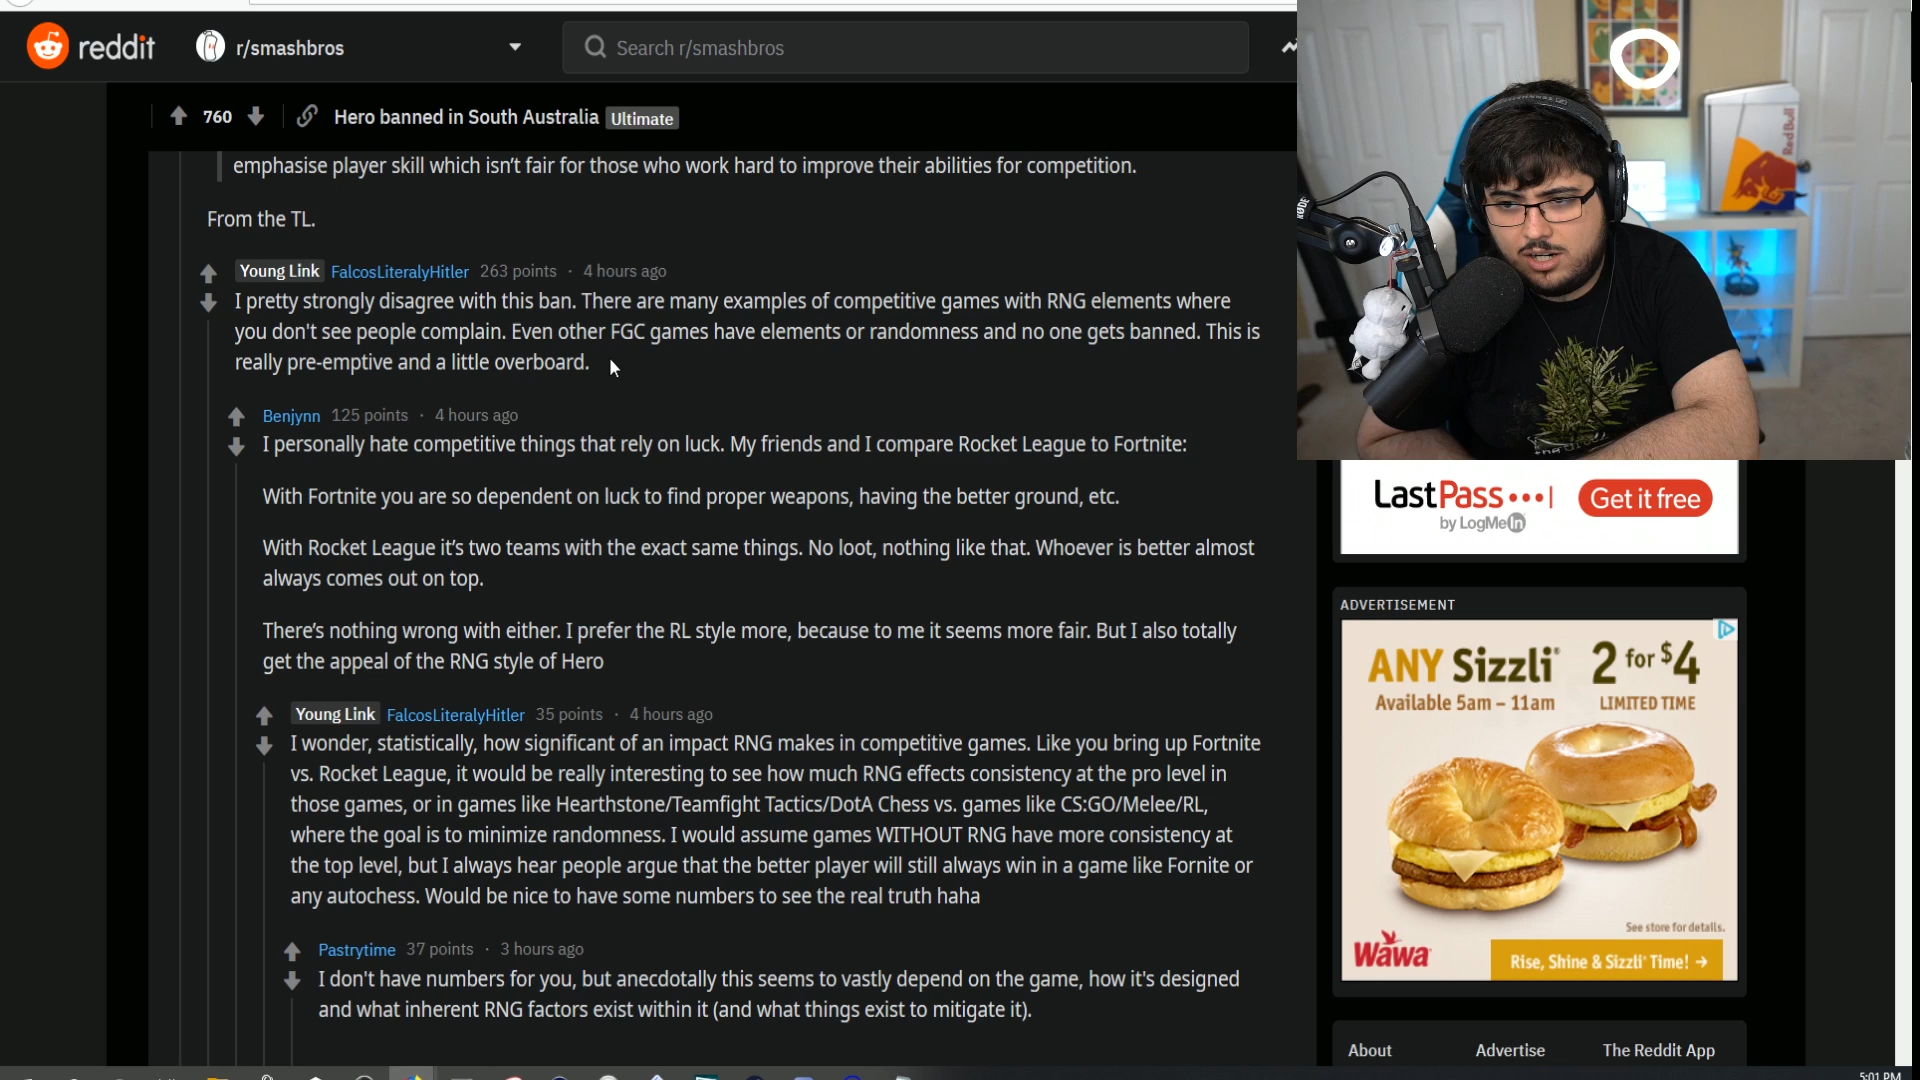 reddit
r/smashbros
Search r/smashbros
760
Hero banned in South Australia
Ultimate
emphasise player skill which isn't fair for those who work hard to improve their abilities for competition.
From the TL.
Young Link FalcosLiteralyHitler 263 points · 4 hours ago
I pretty strongly disagree with this ban. There are many examples of competitive games with RNG elements where
you don't see people complain. Even other FGC games have elements or randomness and no one gets banned. This is
really pre-emptive and a little overboard.
Benjynn 125 points · 4 hours ago
I personally hate competitive things that rely on luck. My friends and I compare Rocket League to Fortnite:
With Fortnite you are so dependent on luck to find proper weapons, having the better ground, etc.
With Rocket League it's two teams with the exact same things. No loot, nothing like that. Whoever is better almost
always comes out on top.
There's nothing wrong with either. I prefer the RL style more, because to me it seems more fair. But I also totally
get the appeal of the RNG style of Hero
Young Link FalcosLiteralyHitler 35 points · 4 hours ago
I wonder, statistically, how significant of an impact RNG makes in competitive games. Like you bring up Fortnite
vs. Rocket League, it would be really interesting to see how much RNG effects consistency at the pro level in
those games, or in games like Hearthstone/Teamfight Tactics/DotA Chess vs. games like CS:GO/Melee/RL,
where the goal is to minimize randomness. I would assume games WITHOUT RNG have more consistency at
the top level, but I always hear people argue that the better player will still always win in a game like Fornite or
any autochess. Would be nice to have some numbers to see the real truth haha
Pastrytime 37 points · 3 hours ago
I don't have numbers for you, but anecdotally this seems to vastly depend on the game, how it's designed
and what inherent RNG factors exist within it (and what things exist to mitigate it).
RØDE
Red Bull
LastPass
by LogMeIn
Get it free
ADVERTISEMENT
ANY Sizzli®
2 for $4
Available 5am – 11am
LIMITED TIME
See store for details.
Wawa
Rise, Shine & Sizzli® Time! →
About
Advertise
The Reddit App
5:01 PM